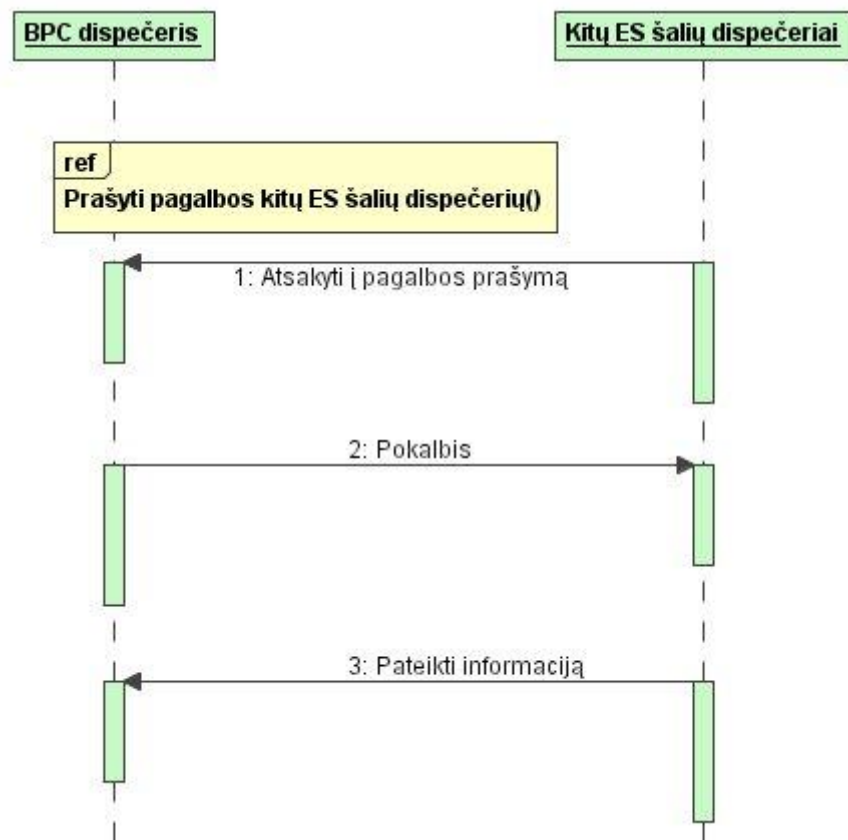 BPC dispečeris
Kitų ES šalių dispečeriai
ref
Prašyti pagalbos kitų ES šalių dispečerių()
1: Atsakyti į pagalbos prašymą
2: Pokalbis
3: Pateikti informaciją